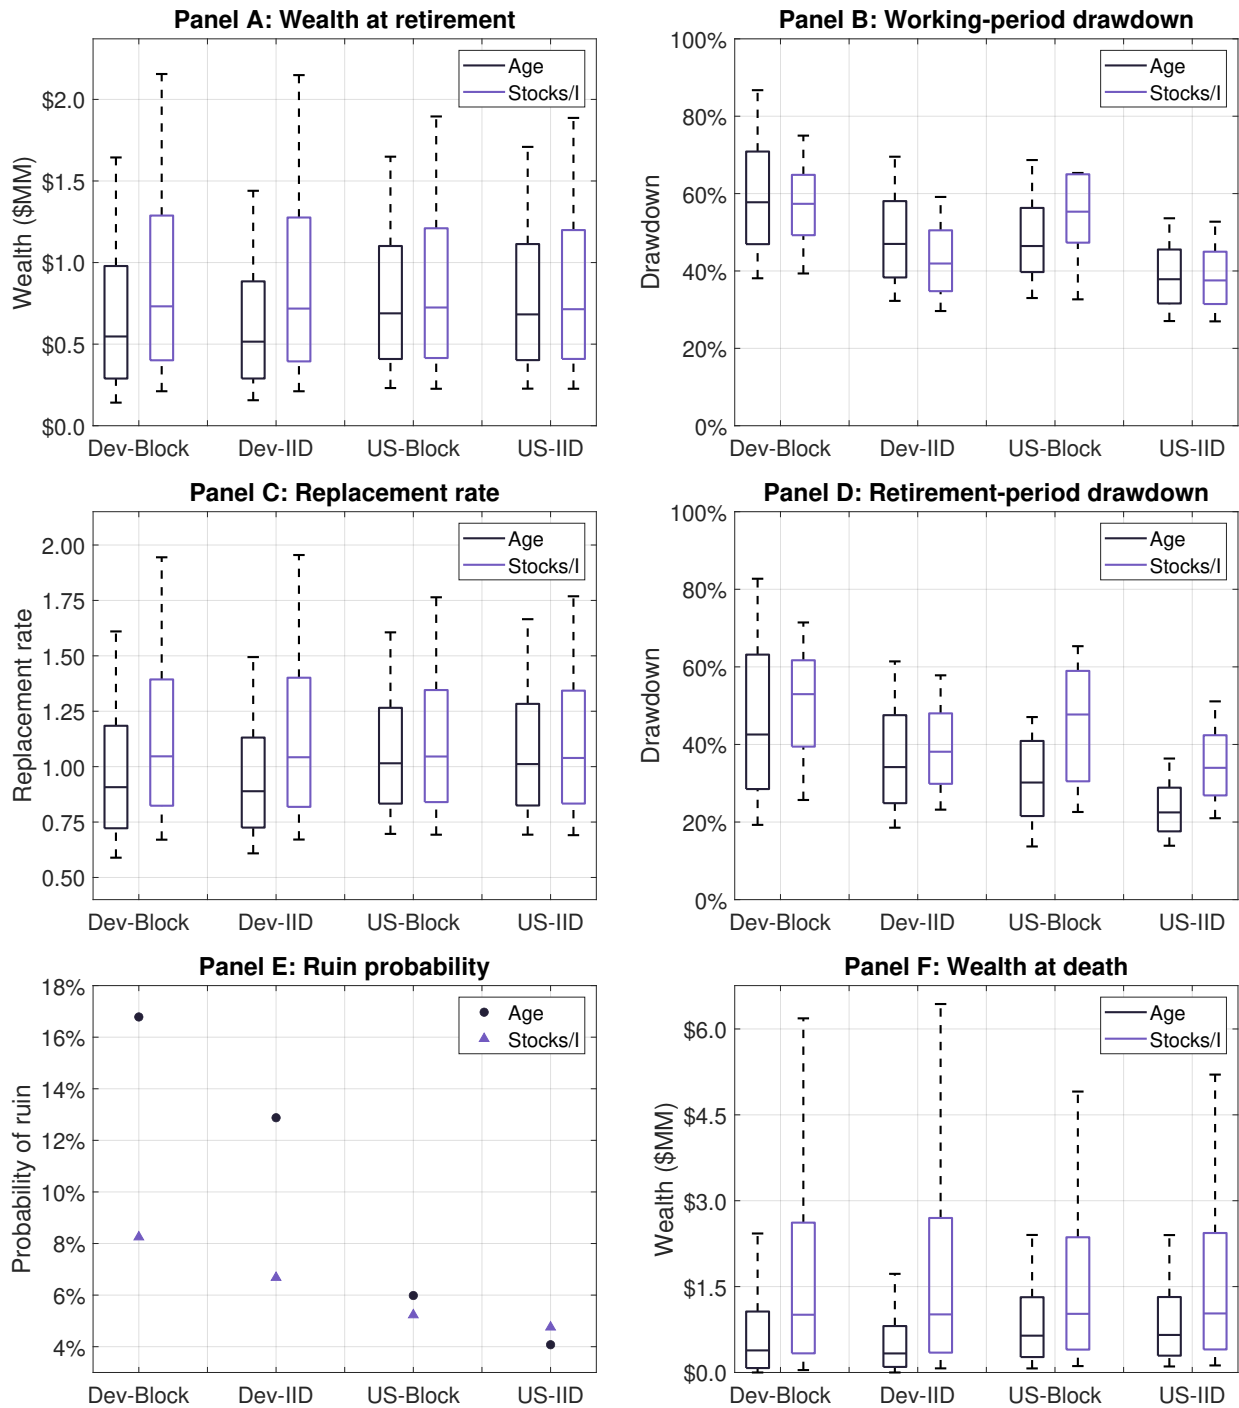 Panel A: Wealth at retirement
Wealth ($MM)
$2.0
$1.5
$1.0
$0.5
$0.0
Age
Stocks/I
Dev-Block Dev-IID US-Block US-IID
Panel B: Working-period drawdown
Drawdown
100%
80%
60%
40%
20%
0%
Age
Stocks/I
Dev-Block Dev-IID US-Block US-IID
Panel C: Replacement rate
Replacement rate
2.00
1.75
1.50
1.25
1.00
0.75
0.50
Age
Stocks/I
Dev-Block Dev-IID US-Block US-IID
Panel D: Retirement-period drawdown
Drawdown
100%
80%
60%
40%
20%
0%
Age
Stocks/I
Dev-Block Dev-IID US-Block US-IID
Panel E: Ruin probability
Probability of ruin
18%
16%
14%
12%
10%
8%
6%
4%
Age
Stocks/I
Dev-Block Dev-IID US-Block US-IID
Panel F: Wealth at death
Wealth ($MM)
$6.0
$4.5
$3.0
$1.5
$0.0
Age
Stocks/I
Dev-Block Dev-IID US-Block US-IID